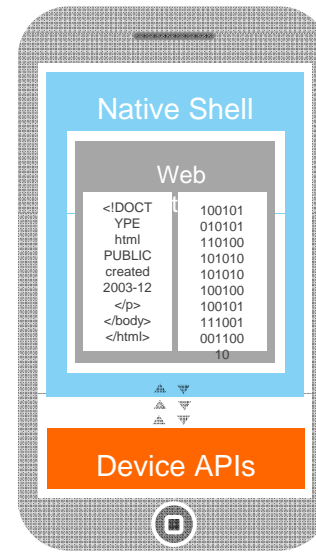 Native Shell
Web
<!DOCT
YPE
html
PUBLIC
created
2003-12
</p>
</body>
</html>
100101
010101
110100
101010
101010
100100
100101
111001
001100
10
Device APIs